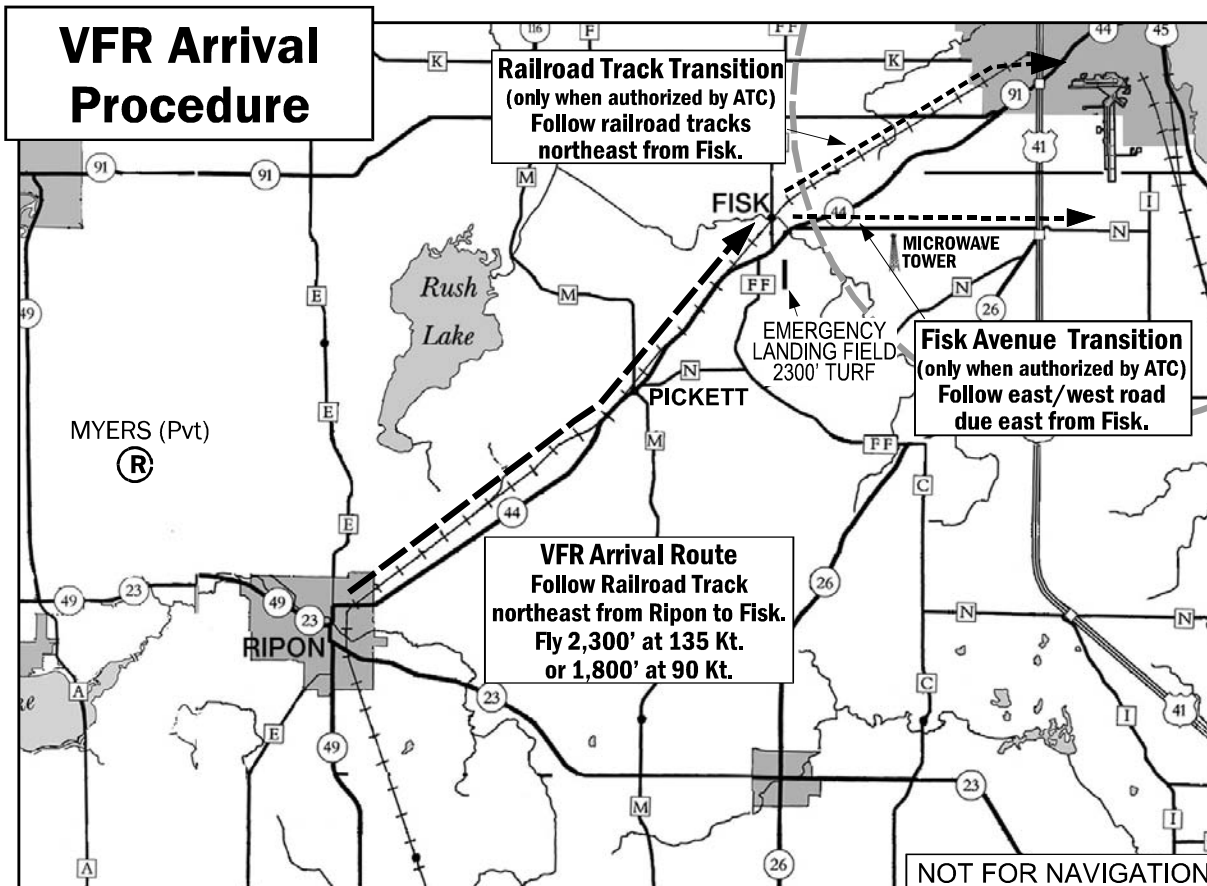 VFR Arrival
Procedure
116
F
FF
44
45
K
K
Railroad Track Transition
(only when authorized by ATC)
Follow railroad tracks
northeast from Fisk.
91
41
91
91
M
FISK
44
I
N
MICROWAVE
TOWER
Rush
Lake
E
M
FF
N
26
49
EMERGENCY
LANDING FIELD
2300' TURF
Fisk Avenue Transition
(only when authorized by ATC)
Follow east/west road
due east from Fisk.
N
PICKETT
E
MYERS (Pvt)
R
M
FF
C
44
E
VFR Arrival Route
Follow Railroad Track
northeast from Ripon to Fisk.
Fly 2,300' at 135 Kt.
or 1,800' at 90 Kt.
26
49
23
49
23
RIPON
N
N
A
23
C
41
I
E
49
23
M
I
A
26
NOT FOR NAVIGATION